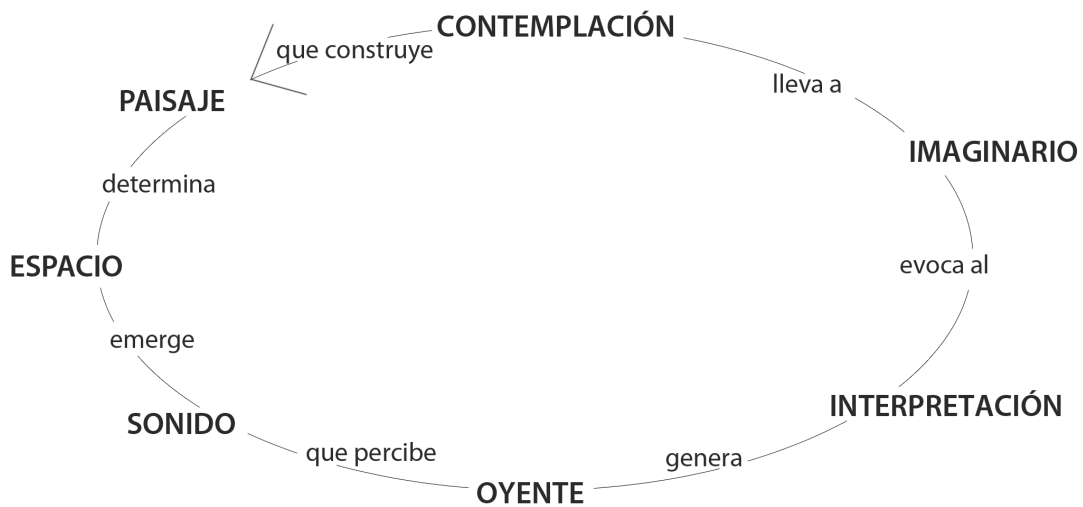 CONTEMPLACIÓN
que construye
lleva a
PAISAJE
IMAGINARIO
determina
evoca al
ESPACIO
emerge
INTERPRETACIÓN
SONIDO
que percibe
genera
OYENTE